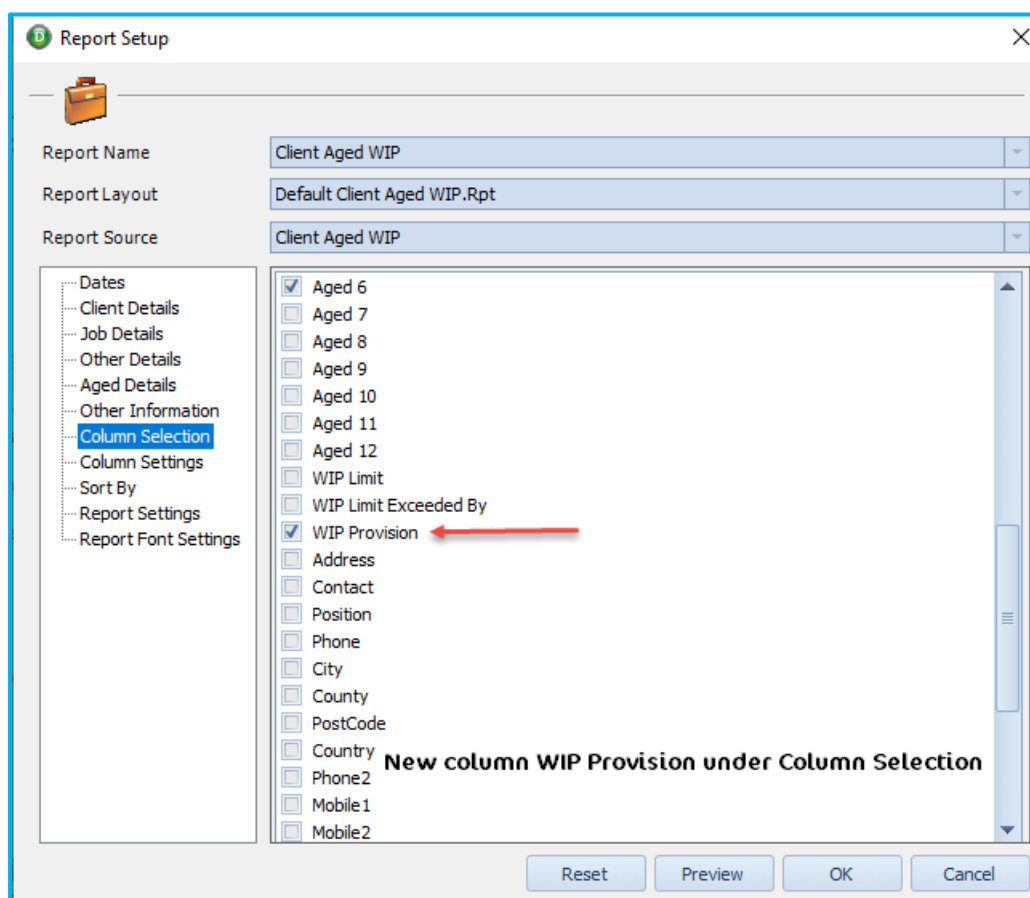 Report Setup
Report Name
Client Aged WIP
Report Layout
Default Client Aged WIP.Rpt
Report Source
Client Aged WIP
Dates
Client Details
Job Details
Other Details
Aged Details
Other Information
Column Selection
Column Settings
Sort By
Report Settings
Report Font Settings
Aged 6
Aged 7
Aged 8
Aged 9
Aged 10
Aged 11
Aged 12
WIP Limit
WIP Limit Exceeded By
WIP Provision
Address
Contact
Position
Phone
City
County
PostCode
Country
New column WIP Provision under Column Selection
Phone2
Mobile1
Mobile2
Reset
Preview
OK
Cancel